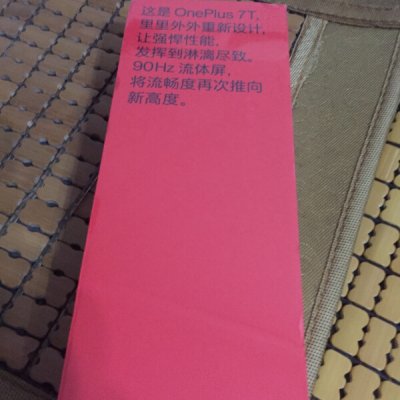 这是 OnePlus 7T,
里里外外重新设计,
让强悍性能,
发挥到淋漓尽致。
90Hz 流体屏,
将流畅度再次推向
新高度。